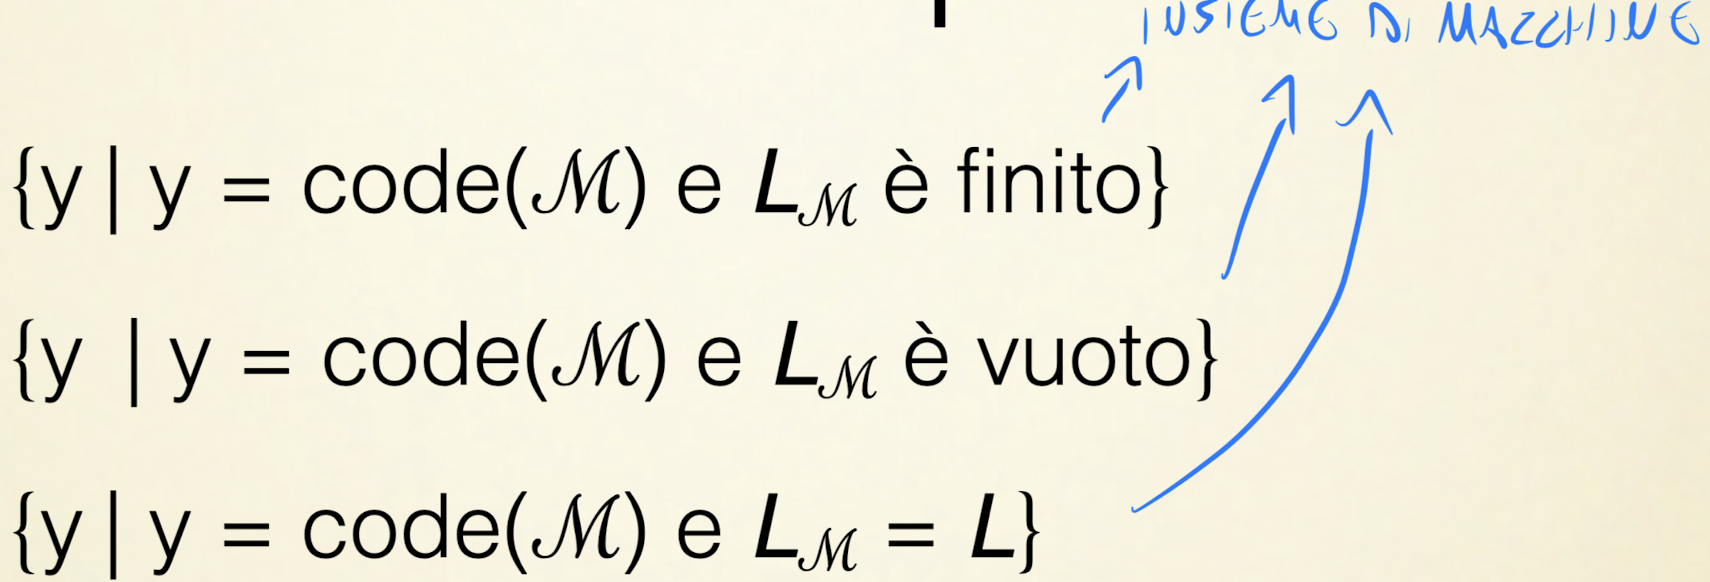 INSIEME DI MACCHINE
{y | y = code(ℳ) e Lℳ è finito}
{y | y = code(ℳ) e Lℳ è vuoto}
{y | y = code(ℳ) e Lℳ = L}